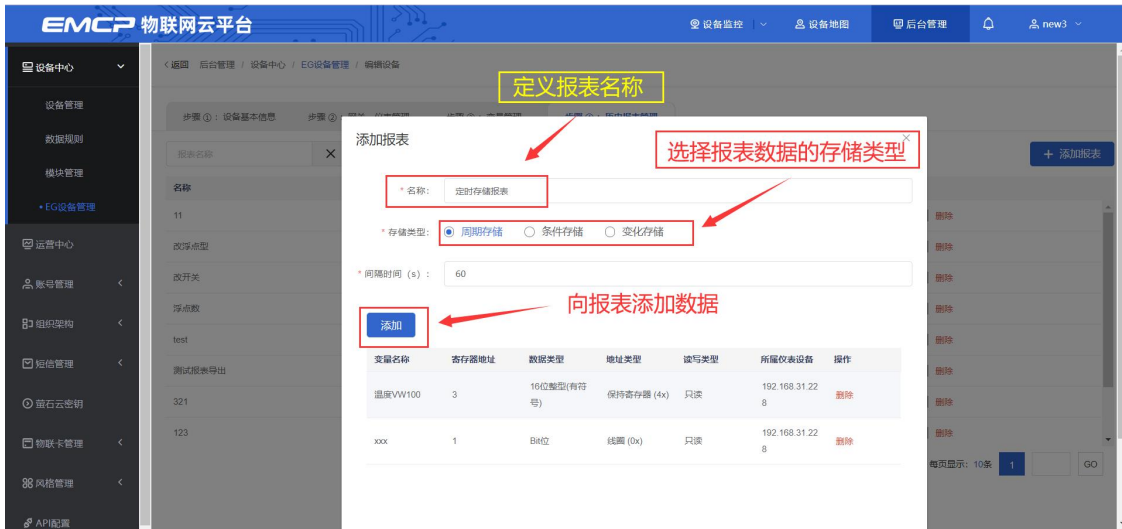 EMCP 物联网云平台
设备监控 设备地图 后台管理 new3
设备中心
<返回 后台管理 / 设备中心 / EG设备管理 / 编辑设备
定义报表名称
设备管理
步骤 ①：设备基本信息 步骤 ②
数据规则
添加报表
选择报表数据的存储类型
报表名称
+ 添加报表
模块管理
名称
* 名称: 定时存储报表
•EG设备管理
11 删除
* 存储类型: 周期存储 条件存储 变化存储
运营中心
改浮点型 删除
账号管理
改开关 删除
* 间隔时间（s）: 60
浮点数 删除
向报表添加数据
组织架构
添加
test 删除
短信管理
变量名称 寄存器地址 数据类型 地址类型 读写类型 所属仪表设备 操作
测试报表导出 删除
温度VW100 3 16位整型(有符号) 保持寄存器 (4x) 只读 192.168.31.228 删除
萤石云密钥
321 删除
123 删除
物联卡管理
xxx 1 Bit位 线圈 (0x) 只读 192.168.31.228 删除
每页显示: 10条 1 GO
风格管理
API配置